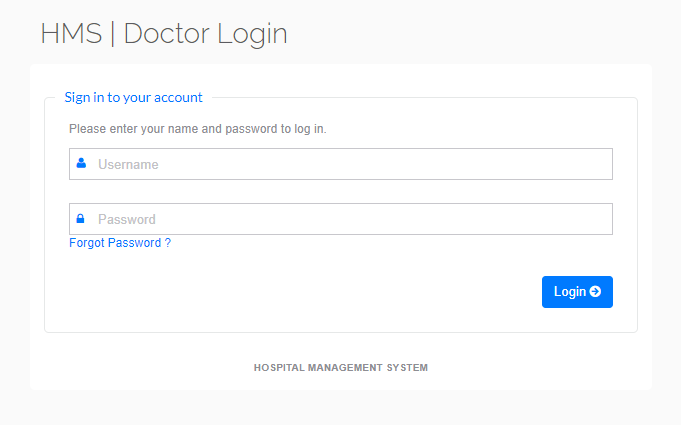 HMS | Doctor Login
Sign in to your account
Please enter your name and password to log in.
Username
Password
Forgot Password ?
Login
HOSPITAL MANAGEMENT SYSTEM